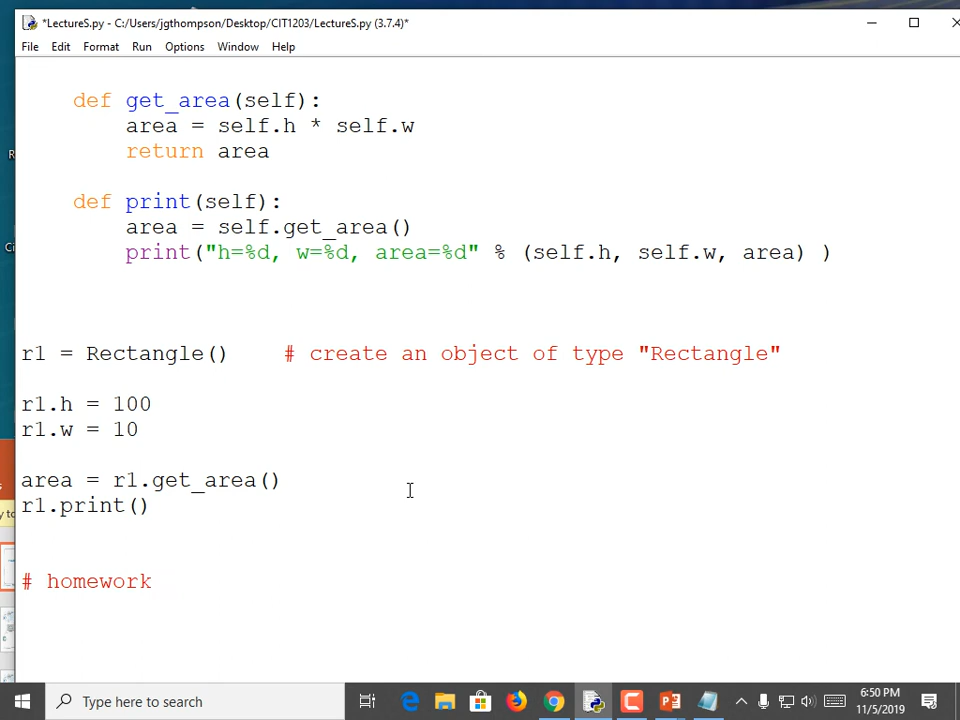 *LectureS.py - C:/Users/jgthompson/Desktop/CIT1203/LectureS.py (3.7.4)*
File Edit Format Run Options Window Help
def get_area(self):
area = self.h * self.w
return area
def print(self):
area = self.get_area()
print("h=%d, w=%d, area=%d" % (self.h, self.w, area) )
r1 = Rectangle() # create an object of type "Rectangle"
r1.h = 100
r1.w = 10
area = r1.get_area()
r1.print()
# homework
Type here to search
6:50 PM
11/5/2019